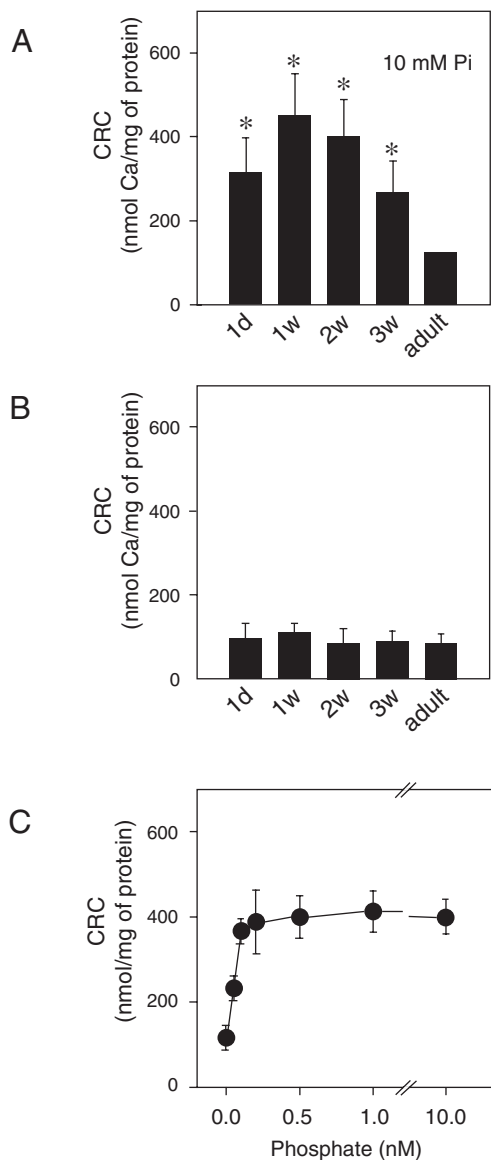 A
CRC
(nmol Ca/mg of protein)
600
400
200
0
10 mM Pi
*
*
*
*
1d
1w
2w
3w
adult
B
CRC
(nmol Ca/mg of protein)
600
400
200
0
1d
1w
2w
3w
adult
C
CRC
(nmol/mg of protein)
600
400
200
0
0.0
0.5
1.0
10.0
Phosphate (nM)